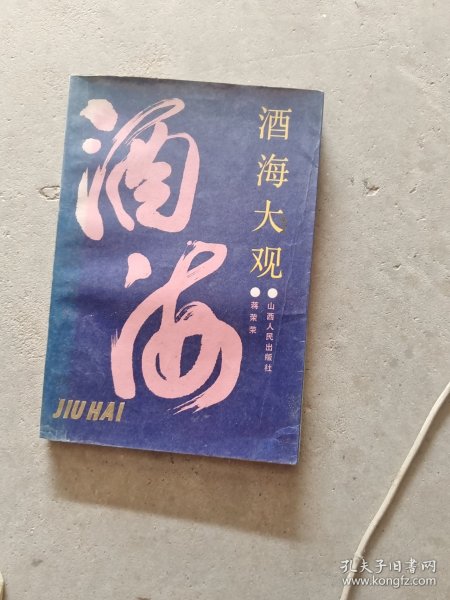 酒海
酒海大观
●山西人民出版社
●蒋荣荣
JIU HAI
孔夫子旧书网
www.kongfz.com